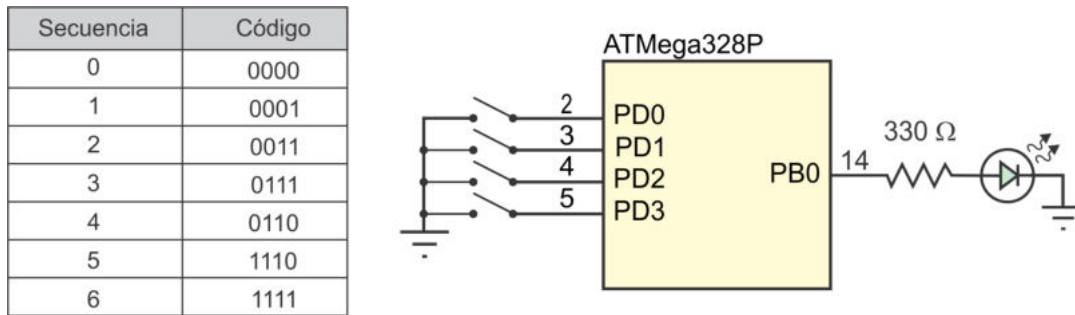 Secuencia Código
0 0000
1 0001
2 0011
3 0111
4 0110
5 1110
6 1111
ATMega328P
2 PD0
3 PD1
4 PD2
5 PD3
PB0 14 330 Ω